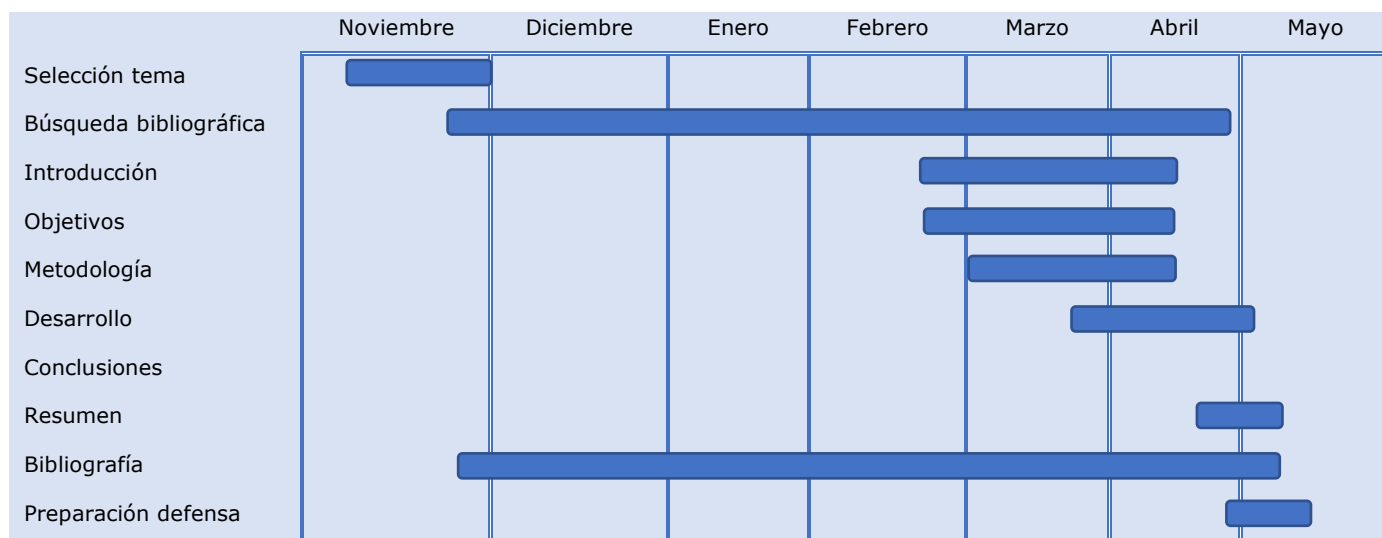 Noviembre Diciembre Enero Febrero Marzo Abril Mayo
Selección tema
Búsqueda bibliográfica
Introducción
Objetivos
Metodología
Desarrollo
Conclusiones
Resumen
Bibliografía
Preparación defensa